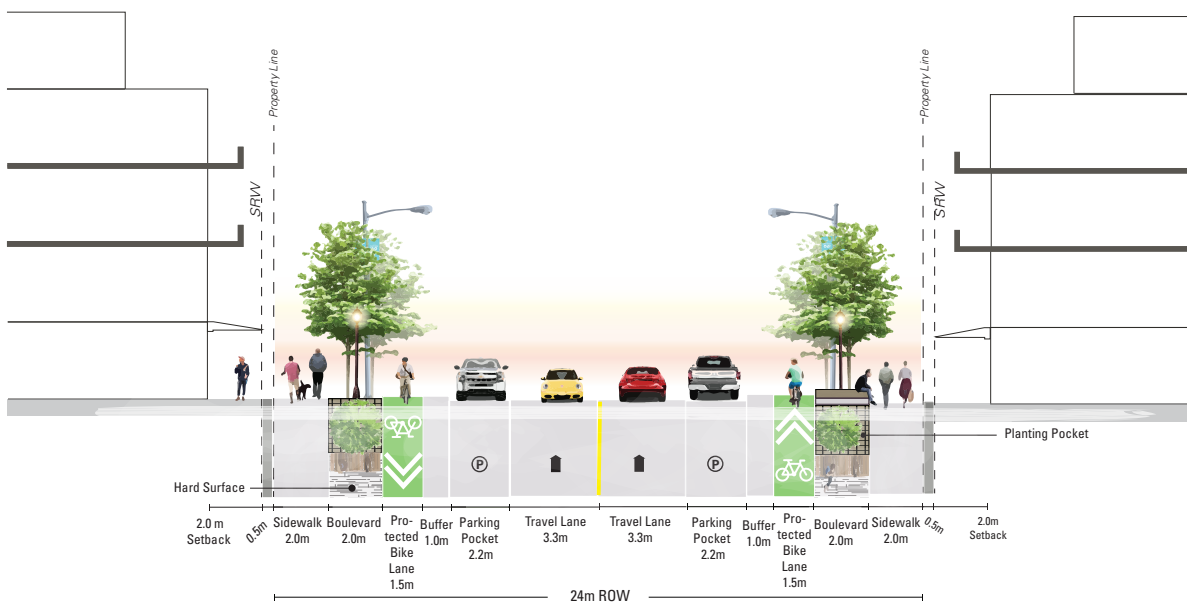 Property Line
Property Line
SRW
SRW
P
P
Planting Pocket
Hard Surface
2.0 m
Setback
0.5m
Sidewalk
2.0m
Boulevard
2.0m
Pro-
tected
Bike
Lane
1.5m
Buffer
1.0m
Parking
Pocket
2.2m
Travel Lane
3.3m
Travel Lane
3.3m
Parking
Pocket
2.2m
Buffer
1.0m
Pro-
tected
Bike
Lane
1.5m
Boulevard
2.0m
Sidewalk
2.0m
0.5m
2.0m
Setback
24m ROW